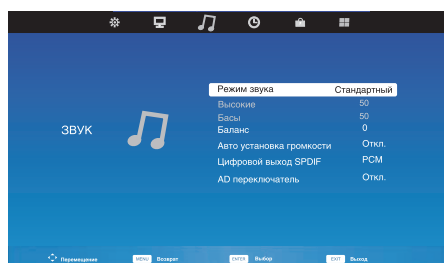 ЗВУК
Режим звука Стандартный
Высокие 50
Басы 50
Баланс 0
Авто установка громкости Откл.
Цифровой выход SPDIF PCM
AD переключатель Откл.
Перемещение MENU Возврат ENTER Выбор EXIT Выход